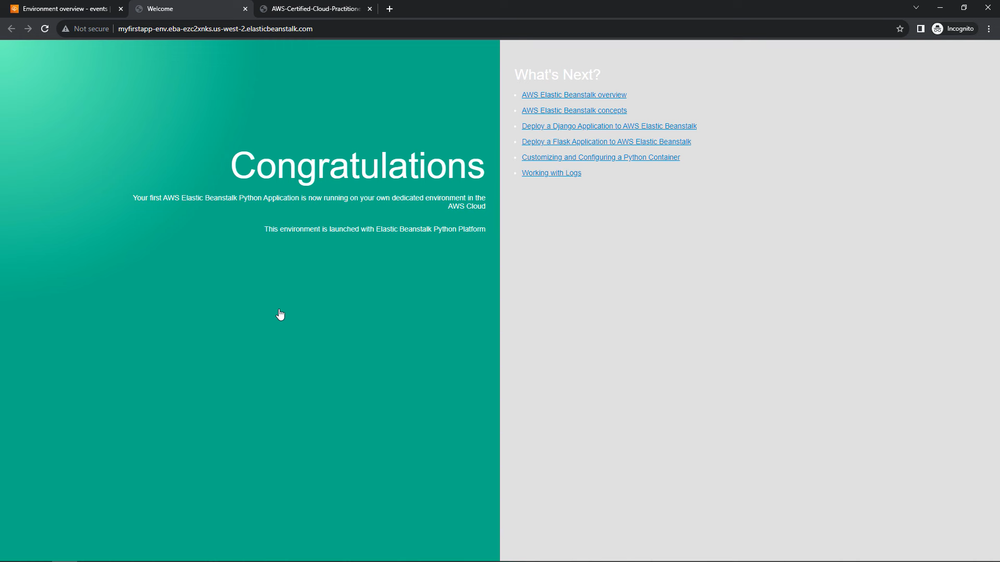 Environment overview - events
Welcome
AWS-Certified-Cloud-Practitione
Not secure
myfirstapp-env.eba-ezc2xnks.us-west-2.elasticbeanstalk.com
Incognito
Congratulations
Your first AWS Elastic Beanstalk Python Application is now running on your own dedicated environment in the
AWS Cloud
This environment is launched with Elastic Beanstalk Python Platform
What's Next?
AWS Elastic Beanstalk overview
AWS Elastic Beanstalk concepts
Deploy a Django Application to AWS Elastic Beanstalk
Deploy a Flask Application to AWS Elastic Beanstalk
Customizing and Configuring a Python Container
Working with Logs